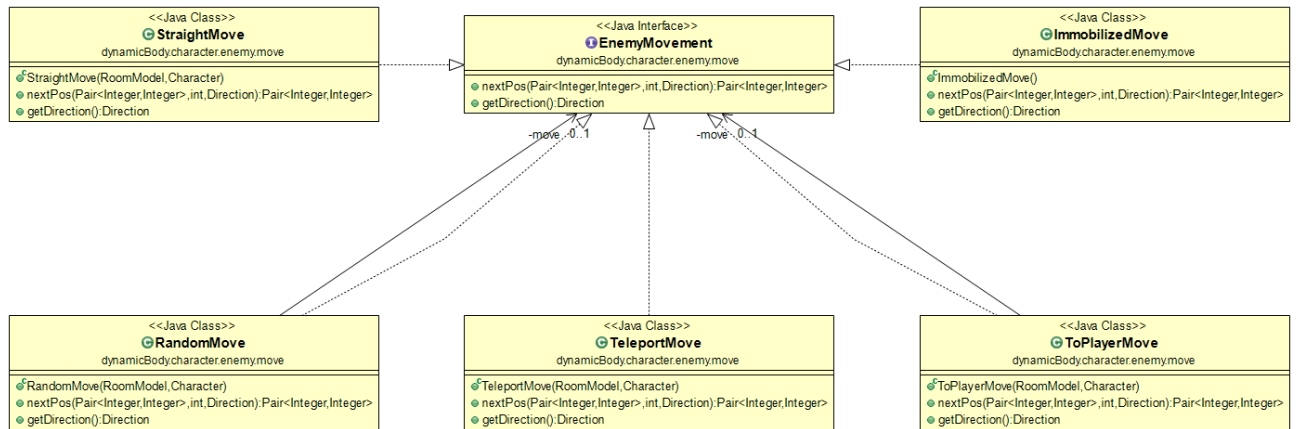 <<Java Class>>
StraightMove
dynamicBody.character.enemy.move
StraightMove(RoomModel,Character)
nextPos(Pair<Integer,Integer>,int,Direction):Pair<Integer,Integer>
getDirection():Direction
<<Java Interface>>
EnemyMovement
dynamicBody.character.enemy.move
nextPos(Pair<Integer,Integer>,int,Direction):Pair<Integer,Integer>
getDirection():Direction
<<Java Class>>
ImmobilizedMove
dynamicBody.character.enemy.move
ImmobilizedMove()
nextPos(Pair<Integer,Integer>,int,Direction):Pair<Integer,Integer>
getDirection():Direction
-move 0..1
-move 0..1
<<Java Class>>
RandomMove
dynamicBody.character.enemy.move
RandomMove(RoomModel,Character)
nextPos(Pair<Integer,Integer>,int,Direction):Pair<Integer,Integer>
getDirection():Direction
<<Java Class>>
TeleportMove
dynamicBody.character.enemy.move
TeleportMove(RoomModel,Character)
nextPos(Pair<Integer,Integer>,int,Direction):Pair<Integer,Integer>
getDirection():Direction
<<Java Class>>
ToPlayerMove
dynamicBody.character.enemy.move
ToPlayerMove(RoomModel,Character)
nextPos(Pair<Integer,Integer>,int,Direction):Pair<Integer,Integer>
getDirection():Direction